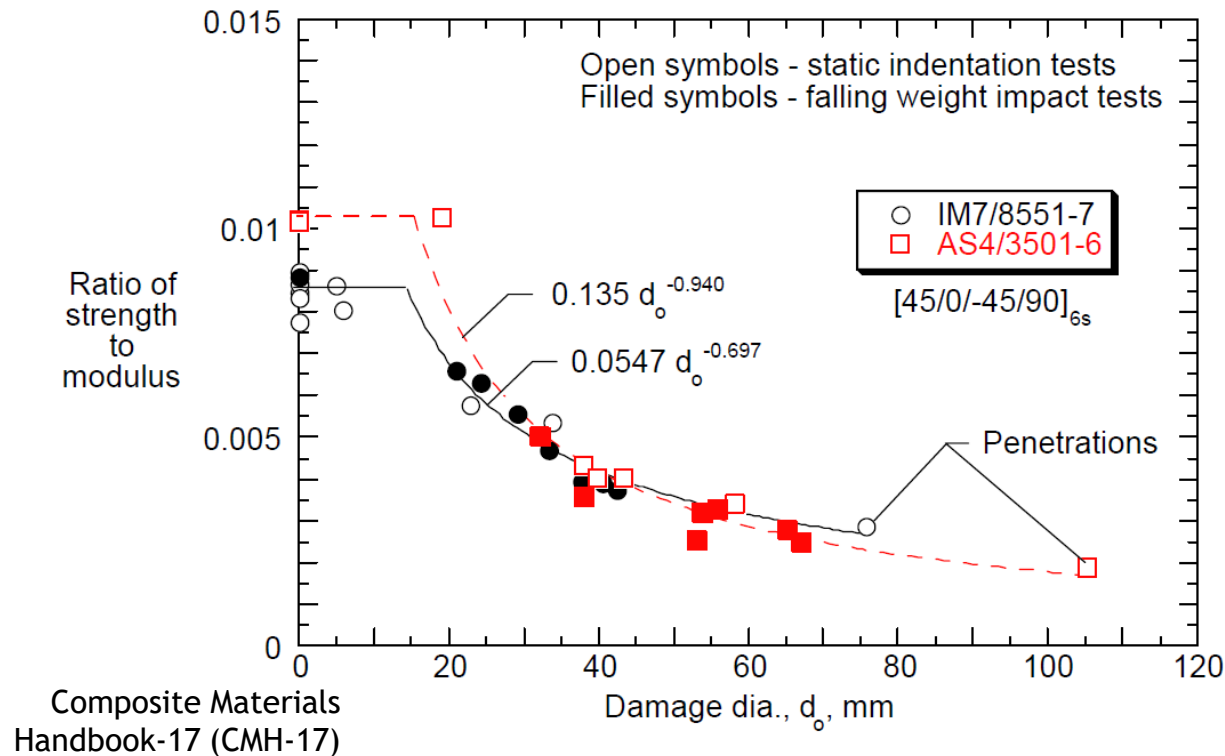 0.015
Open symbols - static indentation tests
Filled symbols - falling weight impact tests
IM7/8551-7
AS4/3501-6
[45/0/-45/90]6s
0.01
Ratio of
strength
to
modulus
0.135 do-0.940
0.0547 do-0.697
0.005
Penetrations
0
0 20 40 60 80 100 120
Damage dia., do, mm
Composite Materials
Handbook-17 (CMH-17)